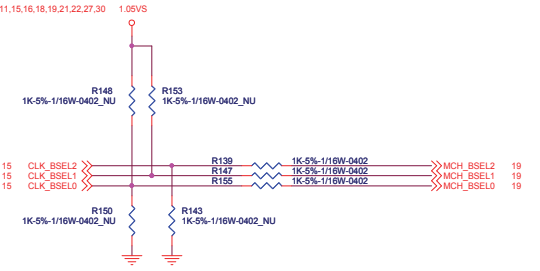 11,15,16,18,19,21,22,27,30 1.05VS
R148 R153
1K-5%-1/16W-0402_NU 1K-5%-1/16W-0402_NU
15 CLK_BSEL2 R139 1K-5%-1/16W-0402 MCH_BSEL2 19
15 CLK_BSEL1 R147 1K-5%-1/16W-0402 MCH_BSEL1 19
15 CLK_BSEL0 R155 1K-5%-1/16W-0402 MCH_BSEL0 19
R150 R143
1K-5%-1/16W-0402_NU 1K-5%-1/16W-0402_NU